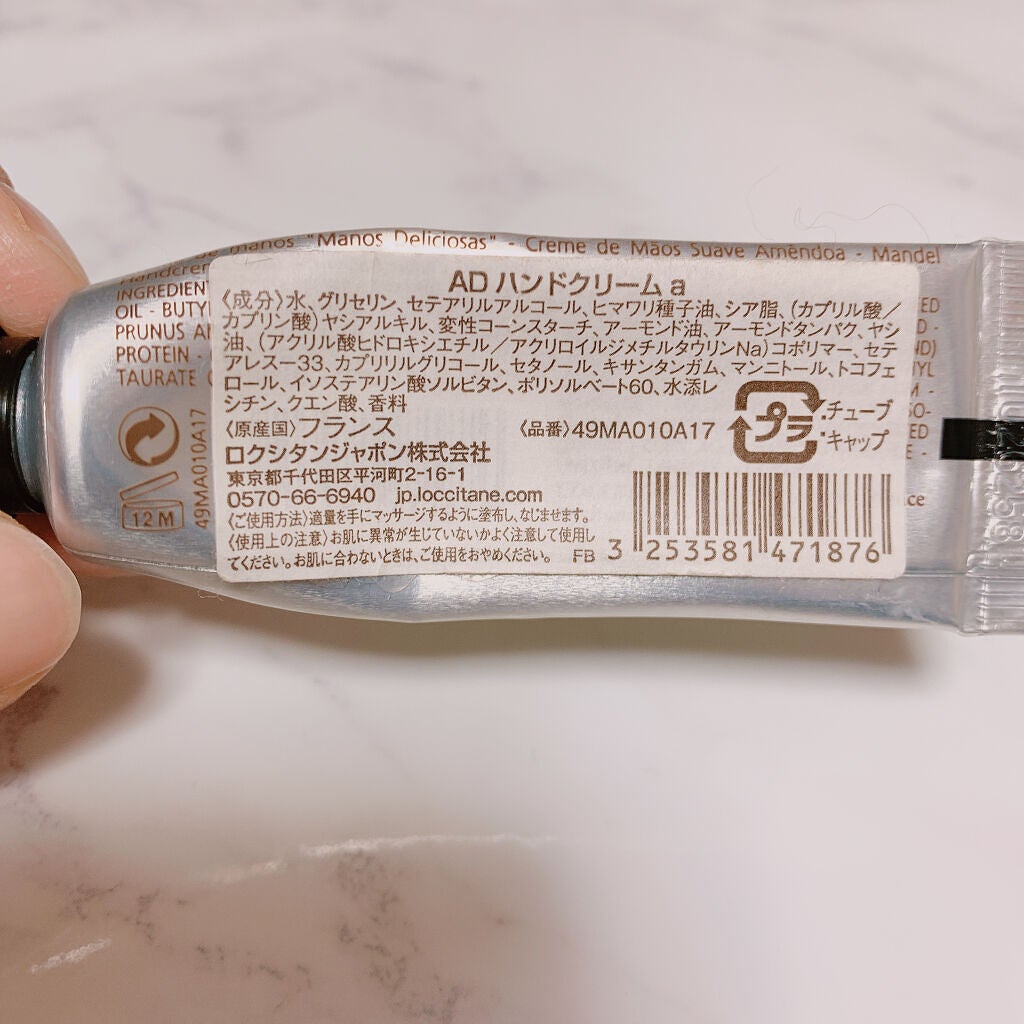 de manos "Manos Deliciosas" - Creme de Mãos Suave Amêndoa - Mandel
Handcrem
INGREDIENT
OIL - BUTYR
PRUNUS AM
PROTEIN -
TAURATE
AD ハンドクリーム a
〈成分〉水、グリセリン、セテアリルアルコール、ヒマワリ種子油、シア脂、(カプリル酸／
カプリン酸)ヤシアルキル、変性コーンスターチ、アーモンド油、アーモンドタンパク、ヤシ
油、(アクリル酸ヒドロキシエチル／アクリロイルジメチルタウリンNa)コポリマー、セテ
アレス－33、カプリリルグリコール、セタノール、キサンタンガム、マンニトール、トコフェ
ロール、イソステアリン酸ソルビタン、ポリソルベート60、水添レ
シチン、クエン酸、香料
〈原産国〉フランス 〈品番〉49MA010A17
プラ
チューブ
キャップ
ロクシタンジャポン株式会社
東京都千代田区平河町2-16-1
0570-66-6940 jp.loccitane.com
〈ご使用方法〉適量を手にマッサージするように塗布し、なじませます。
〈使用上の注意〉お肌に異常が生じていないかよく注意して使用し
てください。お肌に合わないときは、ご使用をおやめください。 FB
3 253581 471876
12 M
49MA010A17